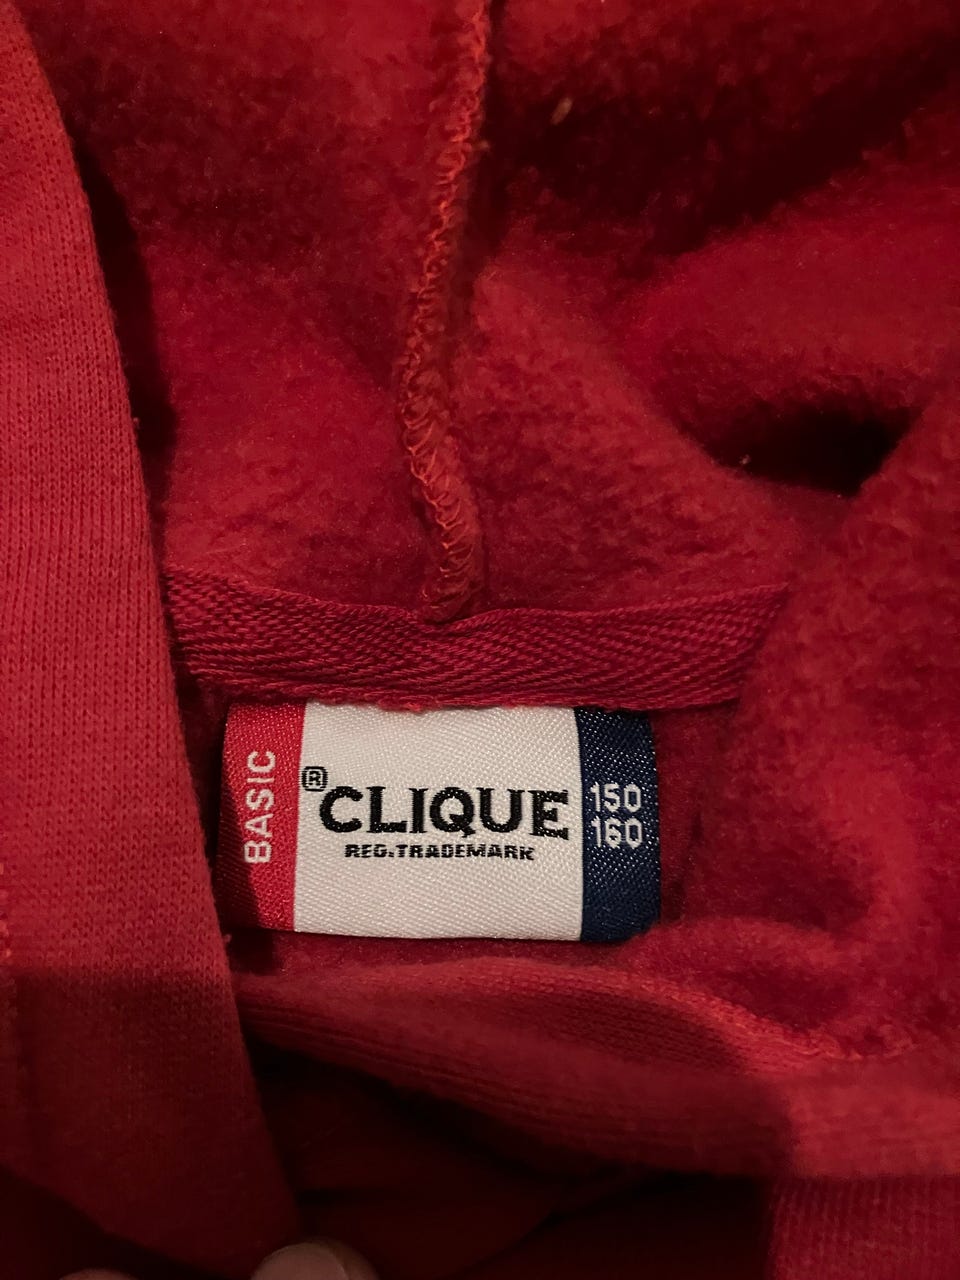 BASIC
®CLIQUE
REG.TRADEMARK
150
160